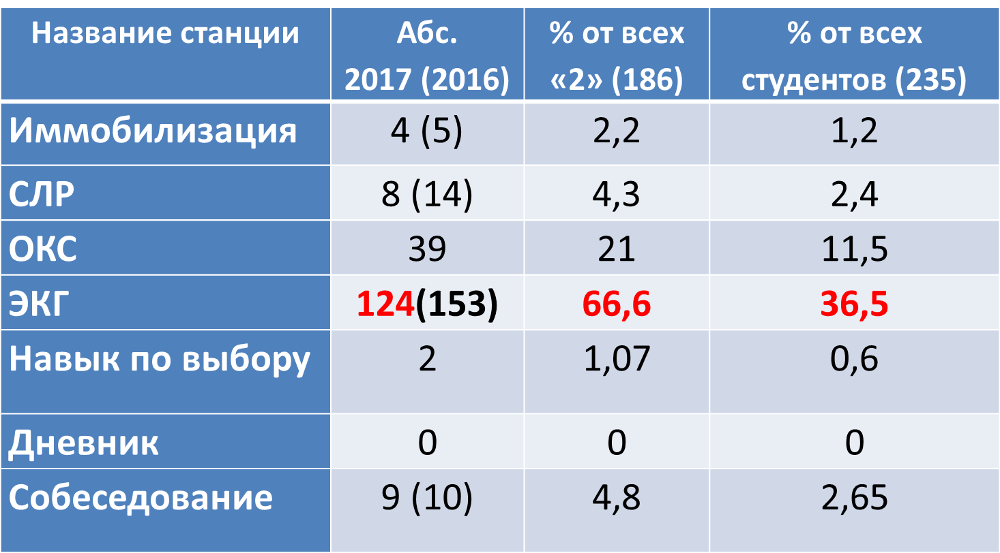 Название станции Абс. % от всех % от всех
2017 (2016) «2» (186) студентов (235)
Иммобилизация 4 (5) 2,2 1,2
СЛР 8 (14) 4,3 2,4
ОКС 39 21 11,5
ЭКГ 124(153) 66,6 36,5
Навык по выбору 2 1,07 0,6
Дневник 0 0 0
Собеседование 9 (10) 4,8 2,65